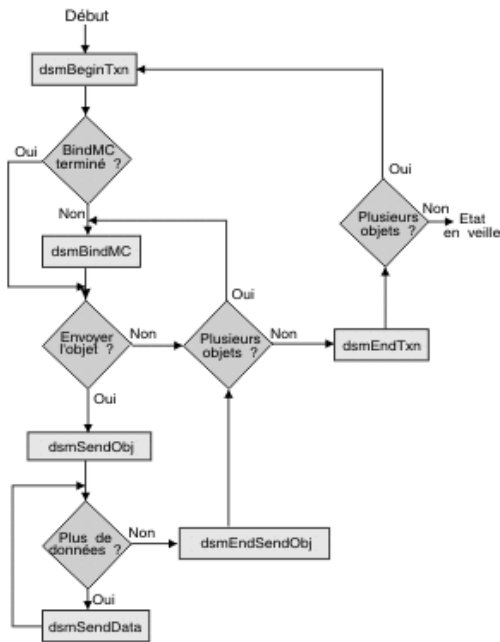 Début
dsmBeginTxn
Oui
BindMC
terminé ?
Non
dsmBindMC
Oui
Plusieurs
objets ?
Non
Etat
en veille
Envoyer
l'objet ?
Non
Oui
Plusieurs
objets ?
Non
dsmEndTxn
Oui
dsmSendObj
Plus de
données ?
Non
dsmEndSendObj
Oui
dsmSendData